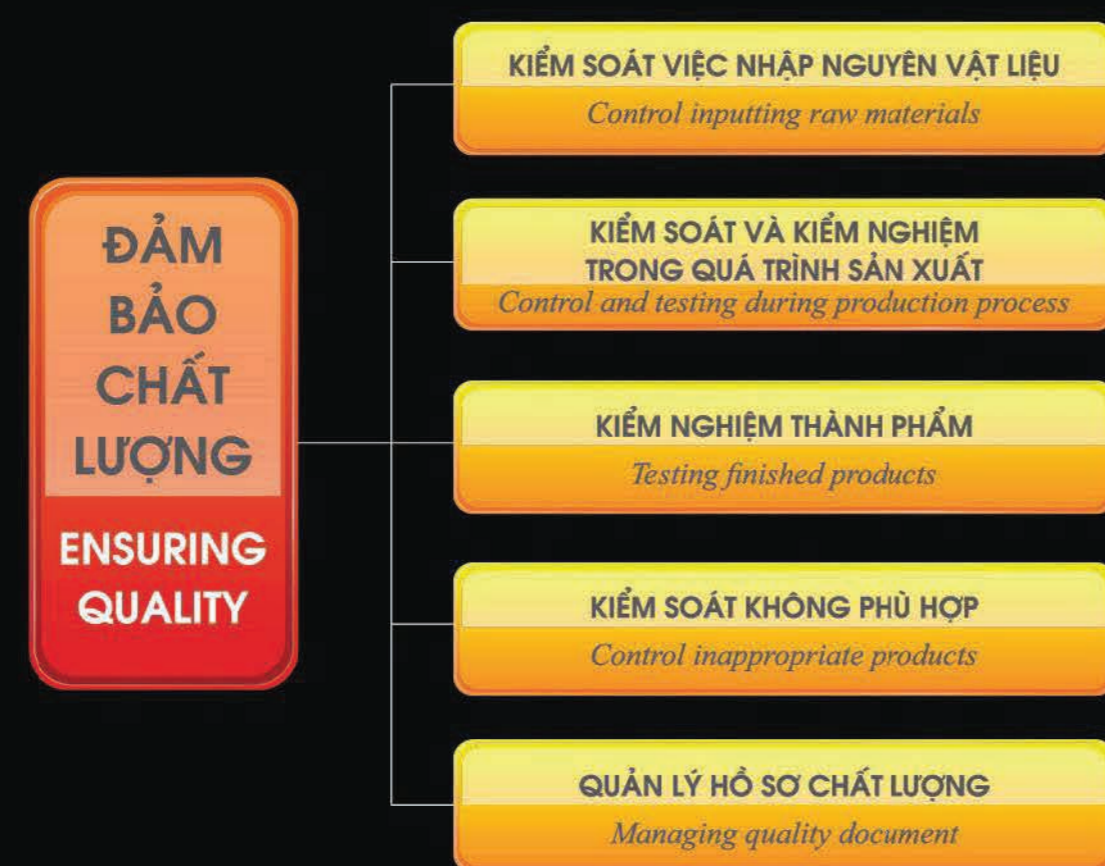 ĐẢM
BẢO
CHẤT
LƯỢNG
ENSURING
QUALITY
KIỂM SOÁT VIỆC NHẬP NGUYÊN VẬT LIỆU
Control inputting raw materials
KIỂM SOÁT VÀ KIỂM NGHIỆM
TRONG QUÁ TRÌNH SẢN XUẤT
Control and testing during production process
KIỂM NGHIỆM THÀNH PHẨM
Testing finished products
KIỂM SOÁT KHÔNG PHÙ HỢP
Control inappropriate products
QUẢN LÝ HỒ SƠ CHẤT LƯỢNG
Managing quality document